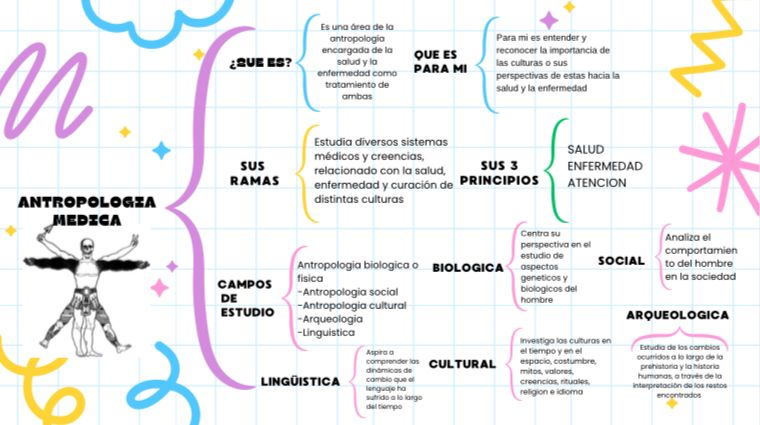 ANTROPOLOGIA
MEDICA
¿QUE ES?
Es una área de la
antropología
encargada de la
salud y la
enfermedad como
tratamiento de
ambas
QUE ES
PARA MI
Para mi es entender y
reconocer la importancia de
las culturas o sus
perspectivas de estas hacia la
salud y la enfermedad
SUS
RAMAS
Estudia diversos sistemas
médicos y creencias,
relacionado con la salud,
enfermedad y curación de
distintas culturas
SUS 3
PRINCIPIOS
SALUD
ENFERMEDAD
ATENCION
CAMPOS
DE
ESTUDIO
Antropologia biologica o
física
-Antropologia social
-Antropologia cultural
-Arqueologia
-Linguistica
BIOLOGICA
Centra su
perspectiva en el
estudio de
aspectos
geneticos y
biologicos del
hombre
SOCIAL
Analiza el
comportamien
to del hombre
en la sociedad
LINGÜISTICA
Aspira a
comprender las
dinámicas de
cambio que el
lenguaje ha
sufrido a lo largo
del tiempo
CULTURAL
Investiga las culturas en
el tiempo y en el
espacio, costumbre,
mitos, valores,
creencias, rituales,
religion e idioma
ARQUEOLOGICA
Estudia de los cambios
ocurridos a lo largo de la
prehistoria y la historia
humanas, a través de la
interpretación de los restos
encontrados